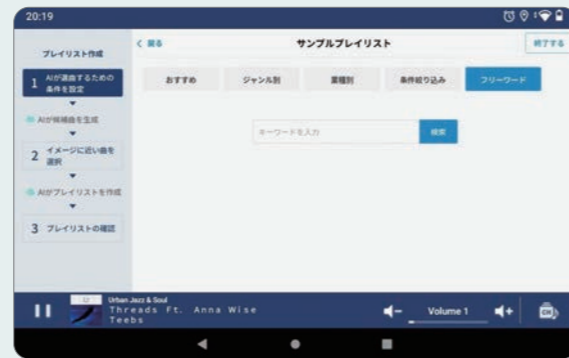 20:19
プレイリスト作成
1 AIが選曲するための
条件を設定
AIが候補曲を生成
2 イメージに近い曲を
選択
AIがプレイリストを作成
3 プレイリストの確認
戻る
サンプルプレイリスト
終了する
おすすめ
ジャンル別
業種別
条件絞り込み
フリーワード
キーワードを入力
検索
Urban Jazz & Soul
Threads Ft. Anna Wise
Teebs
Volume 1
CH